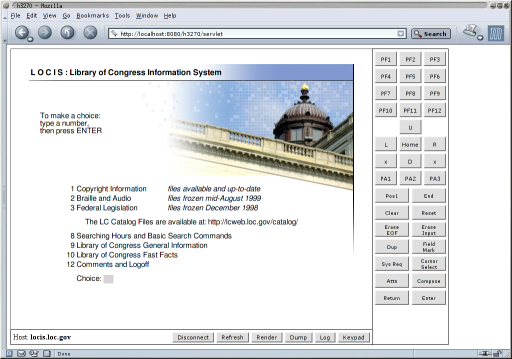 h3270 - Mozilla
File Edit View Go Bookmarks Tools Window Help
http://localhost:8080/h3270/servlet Search
L O C I S : Library of Congress Information System
To make a choice:
type a number,
then press ENTER
1 Copyright Information files available and up-to-date
2 Braille and Audio files frozen mid-August 1999
3 Federal Legislation files frozen December 1998
The LC Catalog Files are available at: http://lcweb.loc.gov/catalog/
8 Searching Hours and Basic Search Commands
9 Library of Congress General Information
10 Library of Congress Fast Facts
12 Comments and Logoff
Choice:
PF1 PF2 PF3
PF4 PF5 PF6
PF7 PF8 PF9
PF10 PF11 PF12
U
L Home R
x D x
PA1 PA2 PA3
Pos1 End
Clear Reset
Erase EOF Erase Input
Dup Field Mark
Sys Req Cursor Select
Attn Compose
Return Enter
Host: locis.loc.gov Disconnect Refresh Render Dump Log Keypad
Done